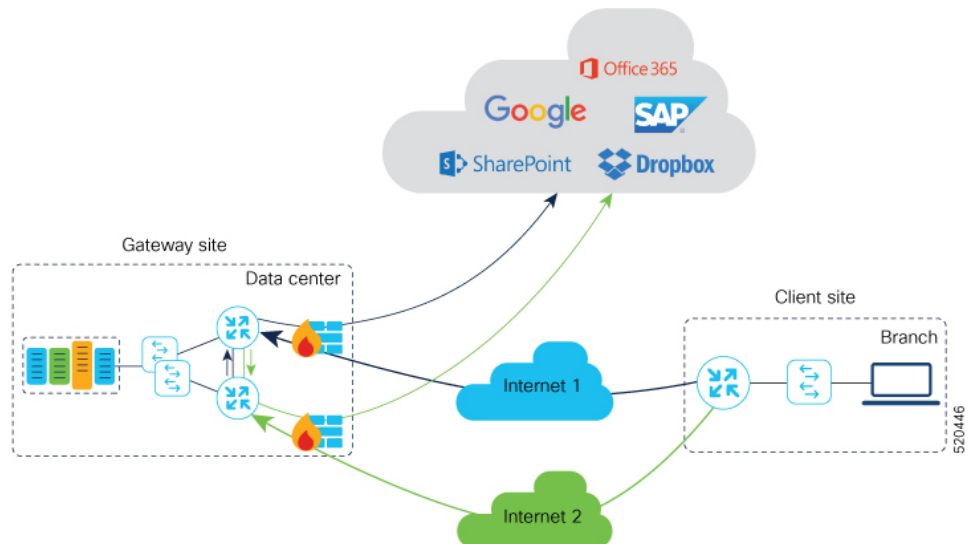 Office 365
Google
SAP
SharePoint
Dropbox
Gateway site
Data center
Client site
Branch
Internet 1
Internet 2
520446